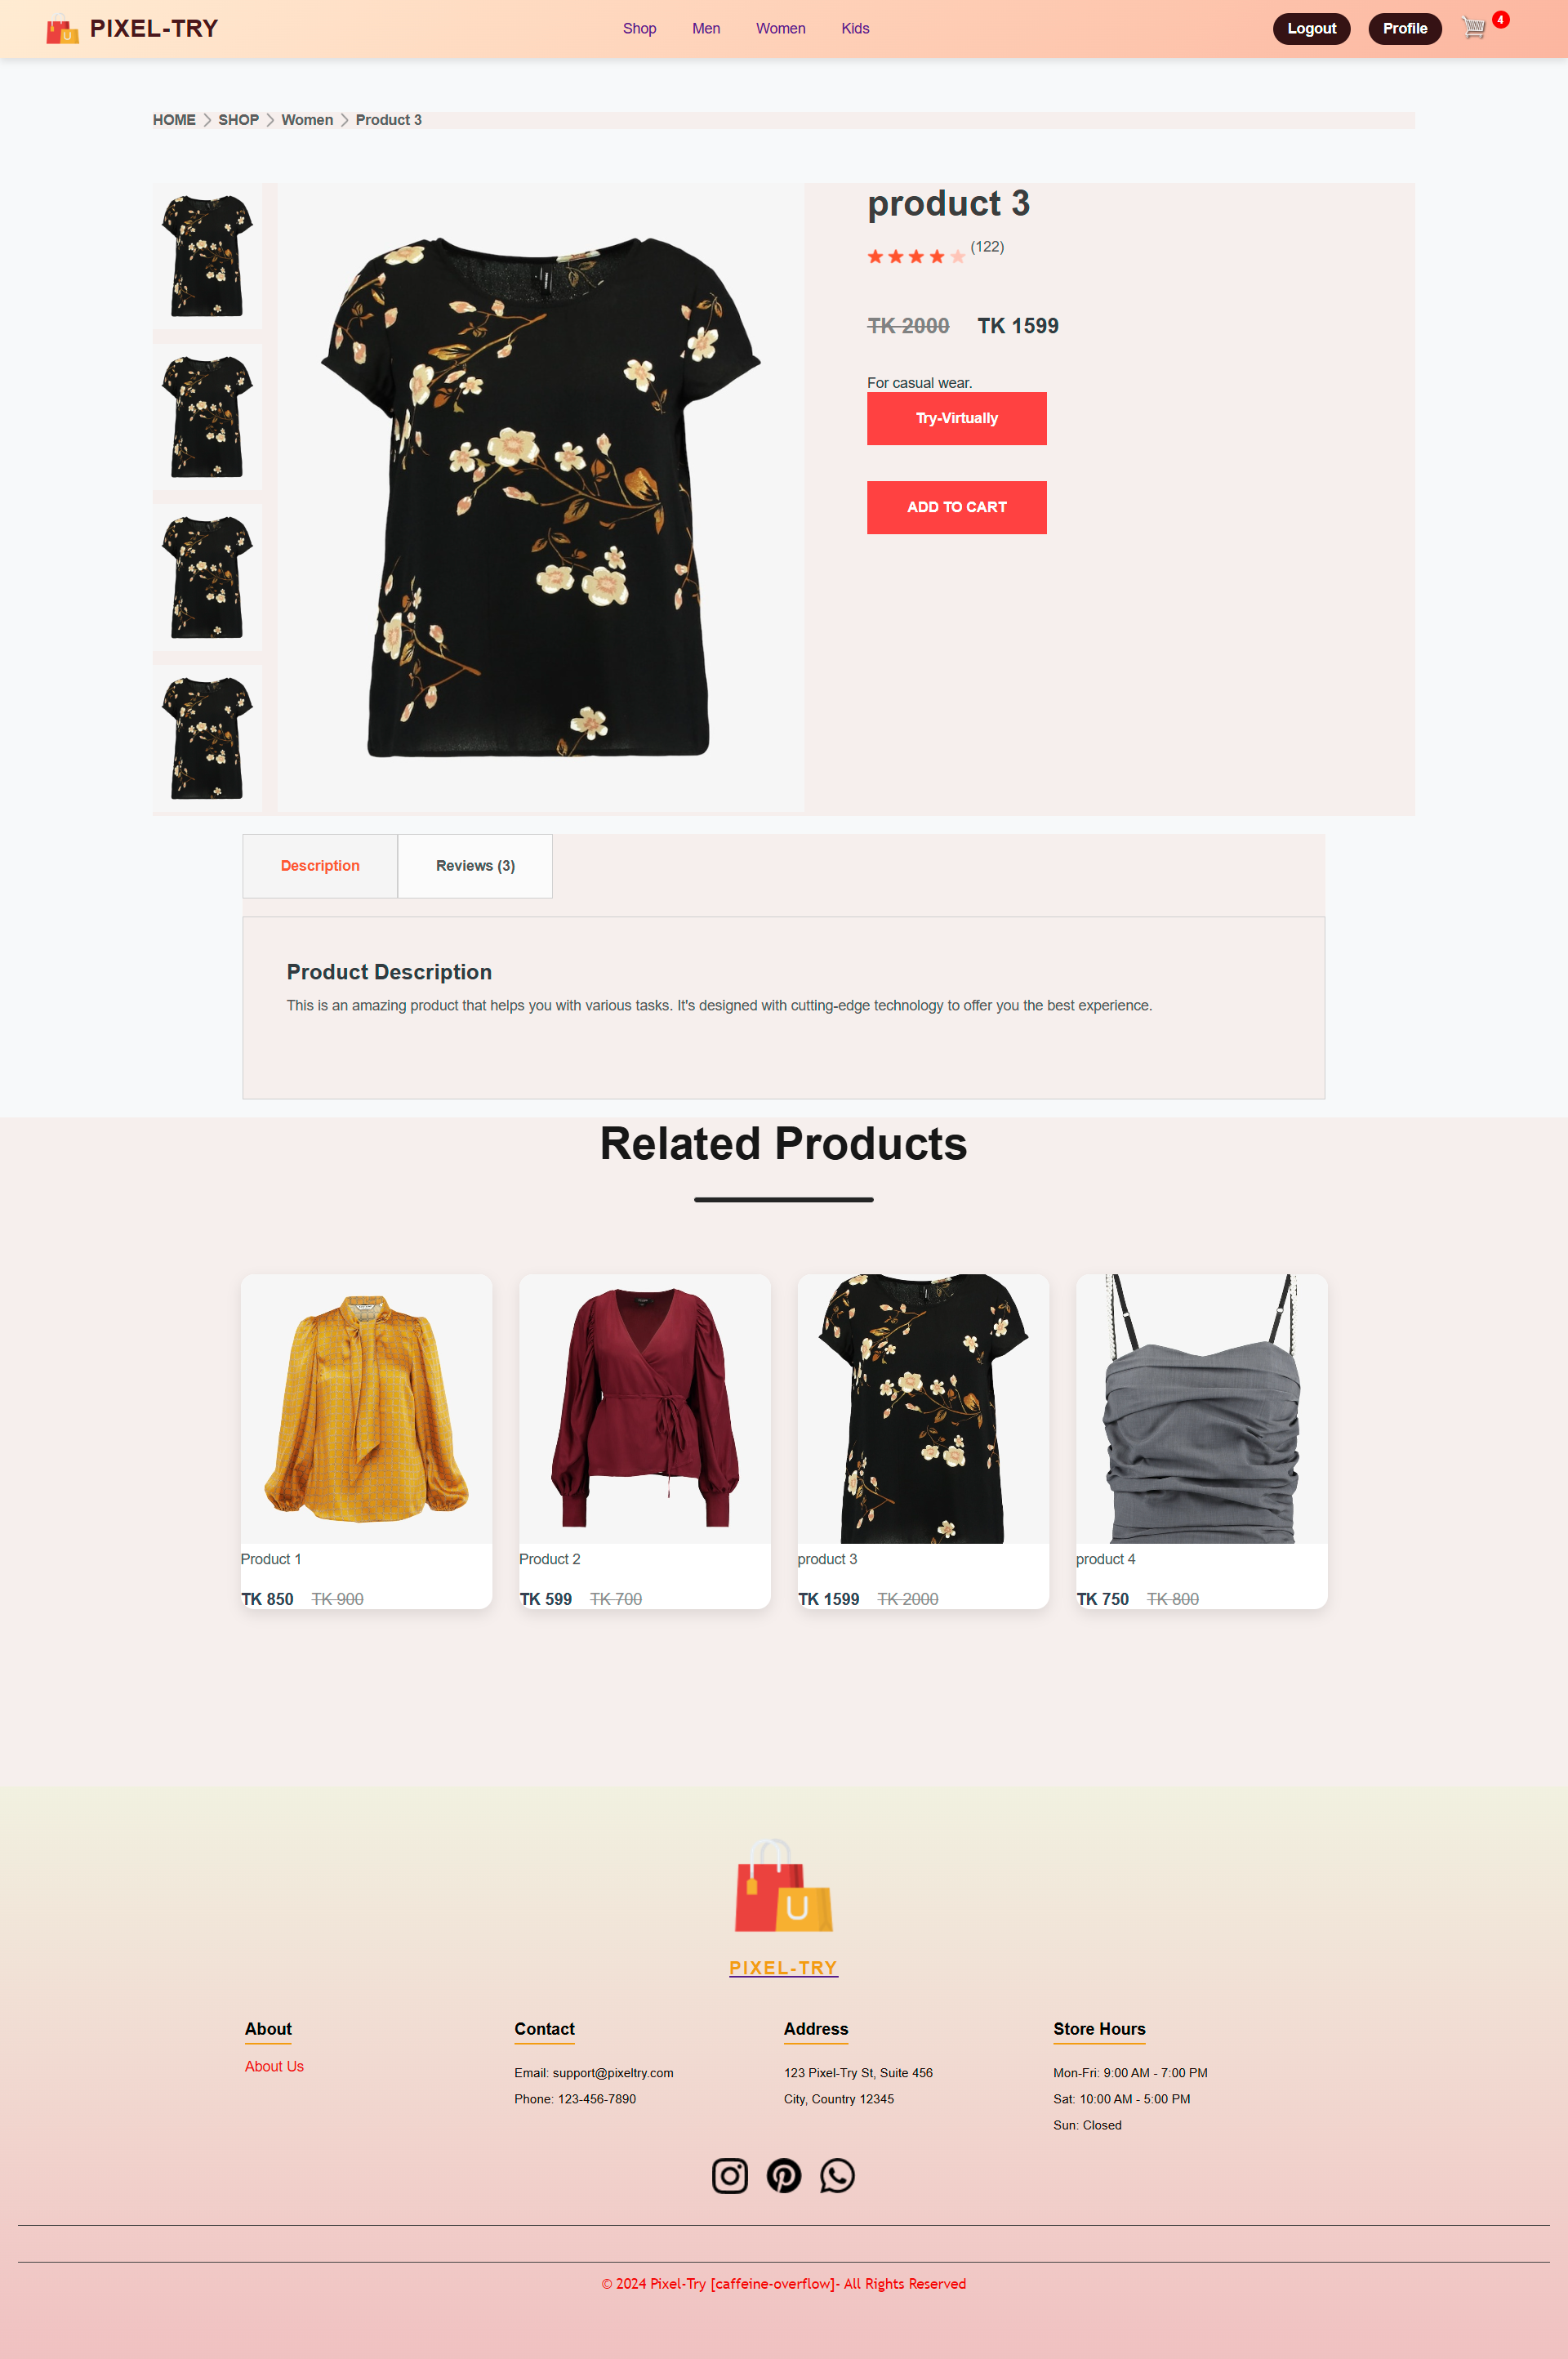 PIXEL-TRY
Shop Men Women Kids
Logout Profile 4
HOME SHOP Women Product 3
product 3
(122)
TK 2000 TK 1599
For casual wear.
Try-Virtually
ADD TO CART
Description Reviews (3)
Product Description
This is an amazing product that helps you with various tasks. It's designed with cutting-edge technology to offer you the best experience.
Related Products
Product 1
TK 850 TK 900
Product 2
TK 599 TK 700
product 3
TK 1599 TK 2000
product 4
TK 750 TK 800
U
PIXEL-TRY
About
About Us
Contact
Email: support@pixeltry.com
Phone: 123-456-7890
Address
123 Pixel-Try St, Suite 456
City, Country 12345
Store Hours
Mon-Fri: 9:00 AM - 7:00 PM
Sat: 10:00 AM - 5:00 PM
Sun: Closed
© 2024 Pixel-Try [caffeine-overflow]- All Rights Reserved